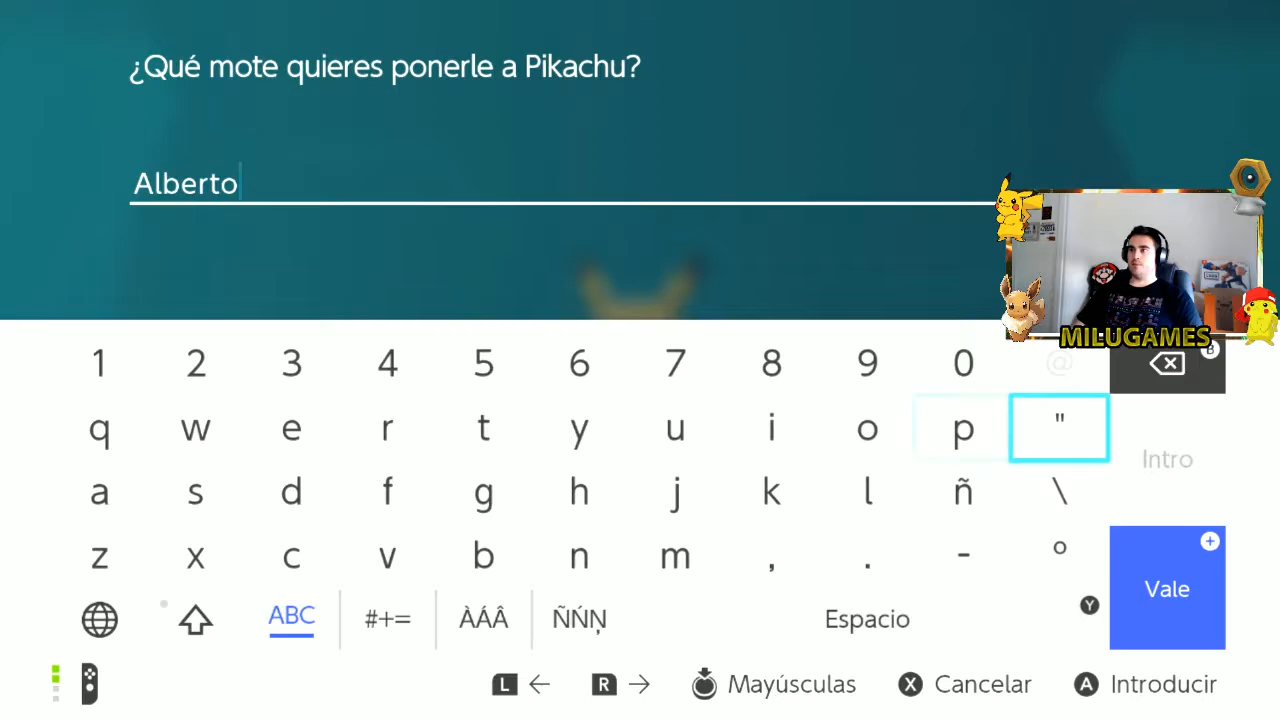 ¿Qué mote quieres ponerle a Pikachu?
Alberto
MILUGAMES
1 2 3 4 5 6 7 8 9 0 @ B
q w e r t y u i o p "
Intro
a s d f g h j k l ñ \
z x c v b n m , . - º
+
Vale
ABC #+= ÀÁÂ ÑŃŅ Espacio Y
L ← R → Mayúsculas X Cancelar A Introducir